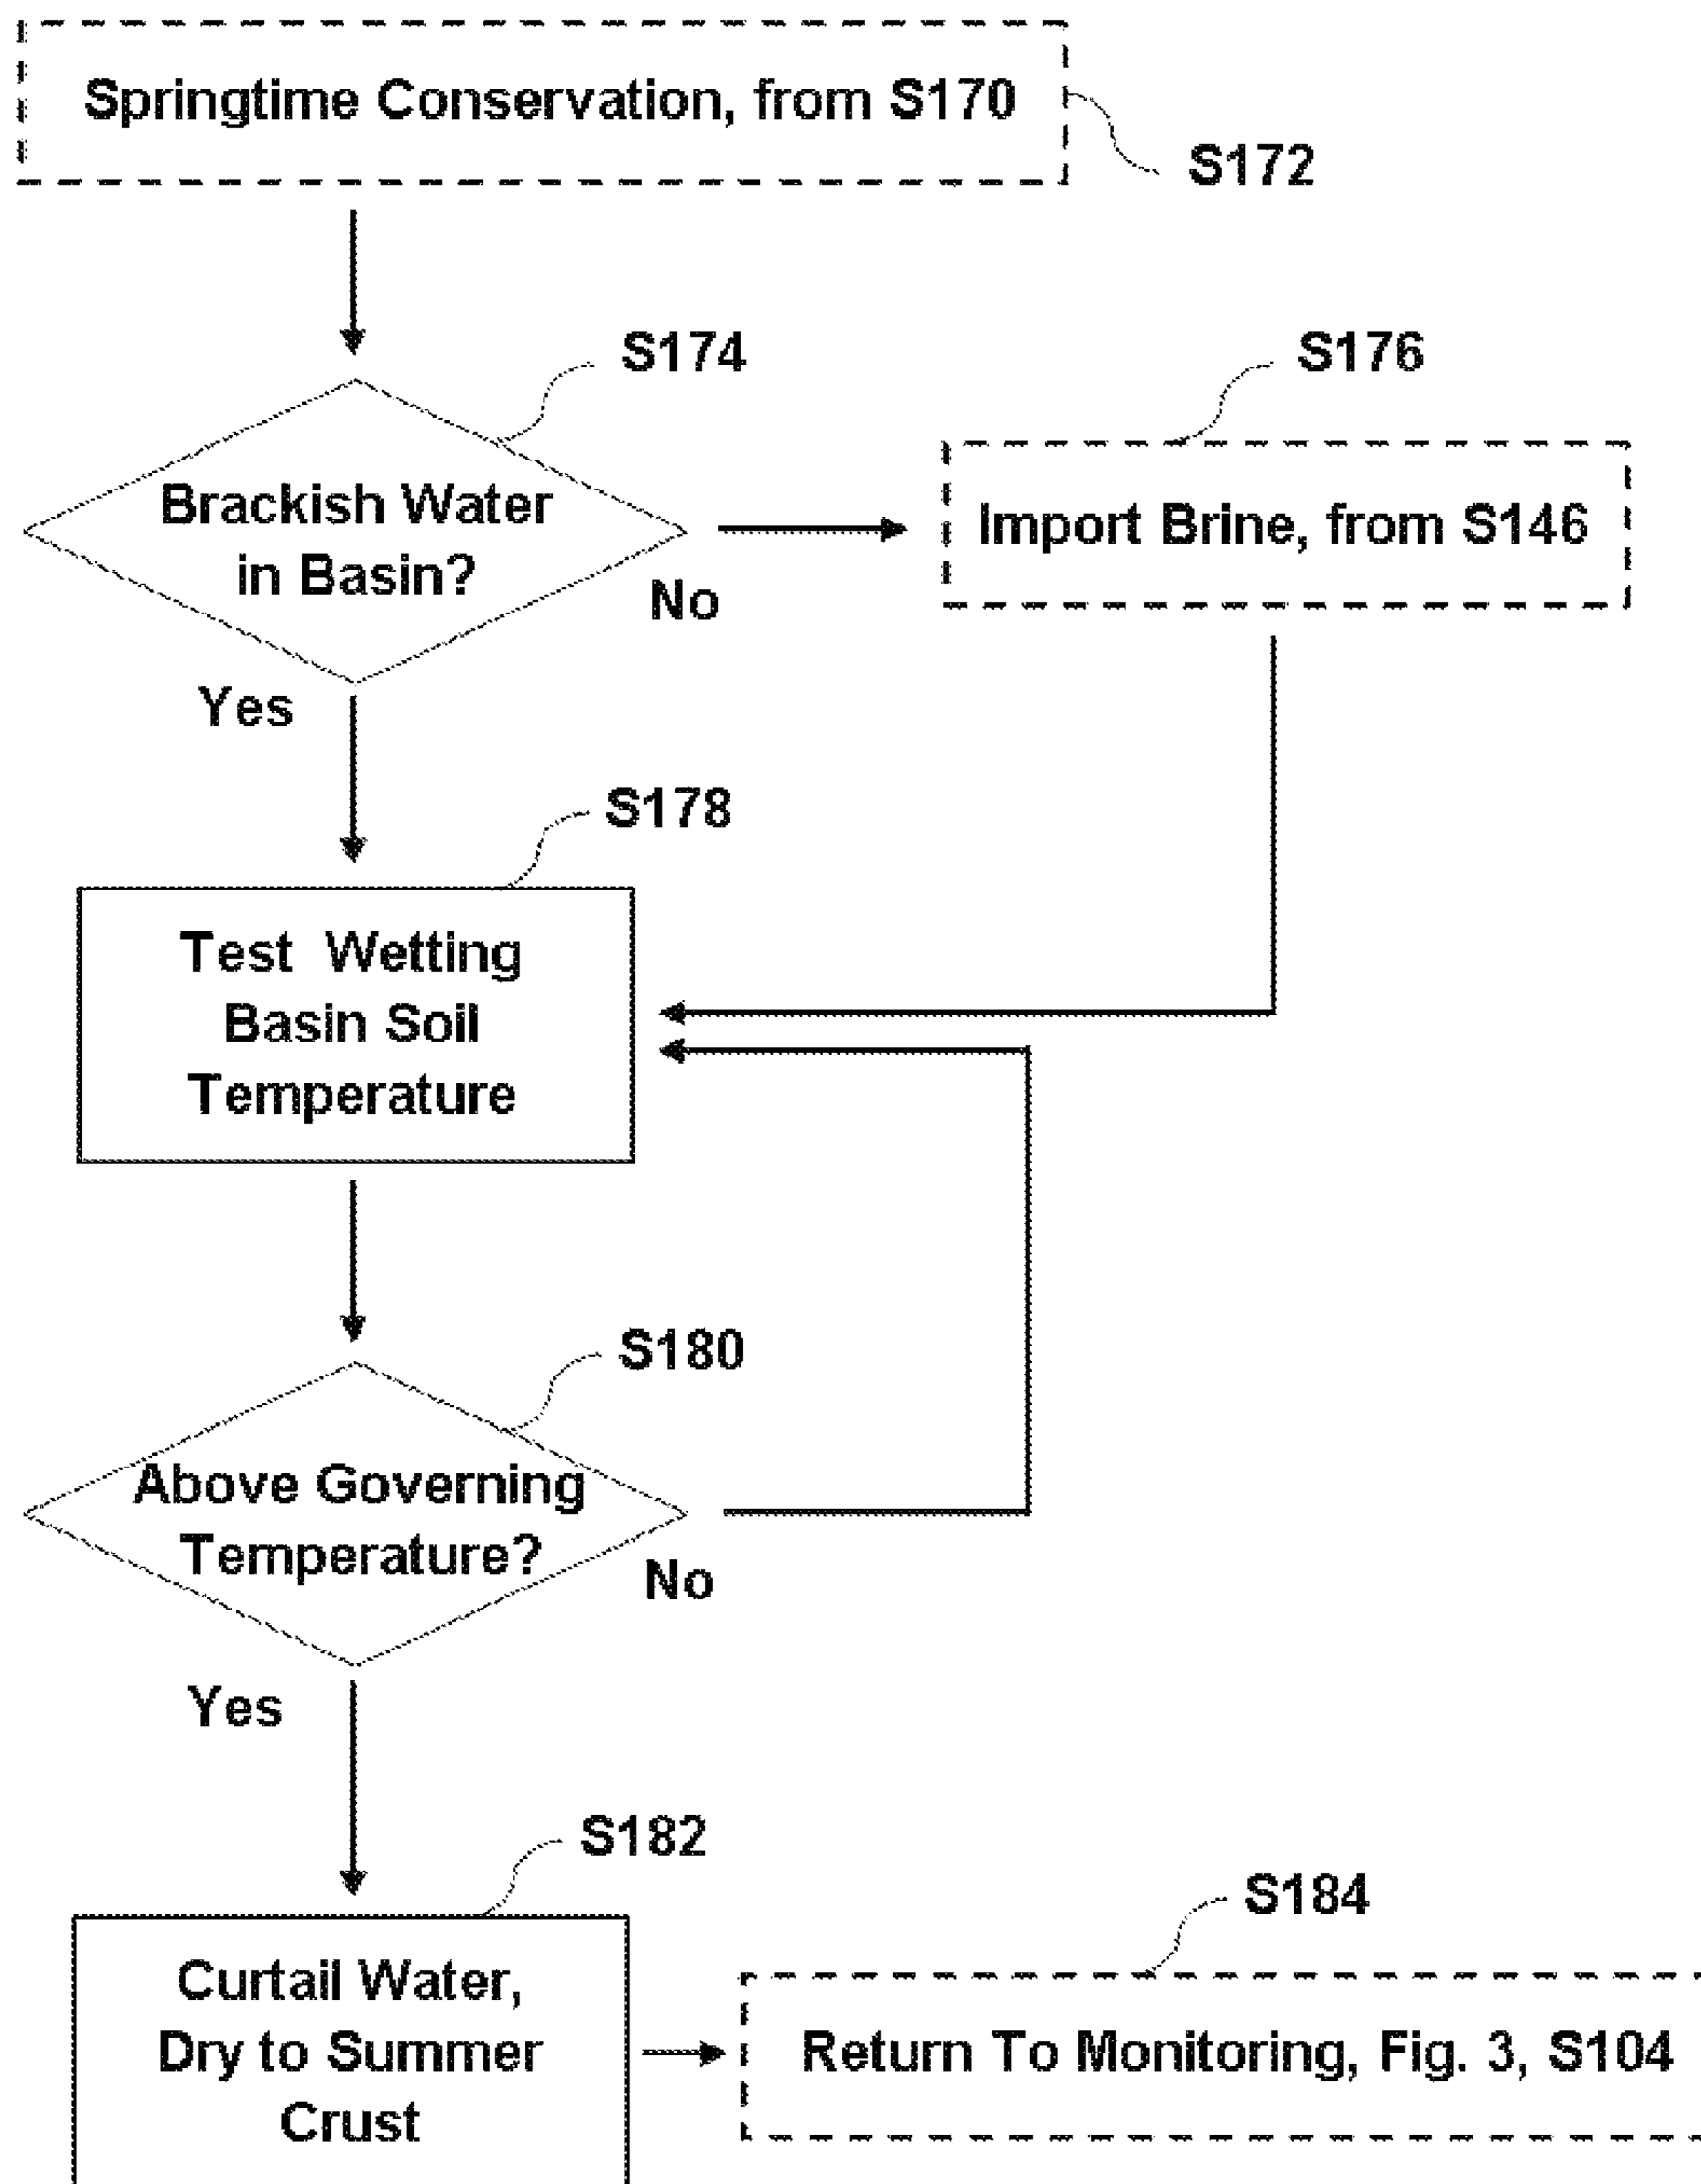 Springtime Conservation, from S170
S172
S174
S176
Brackish Water
in Basin?
Import Brine, from S146
No
Yes
S178
Test Wetting
Basin Soil
Temperature
S180
Above Governing
Temperature?
No
Yes
S182
S184
Curtail Water,
Dry to Summer
Crust
Return To Monitoring, Fig. 3, S104